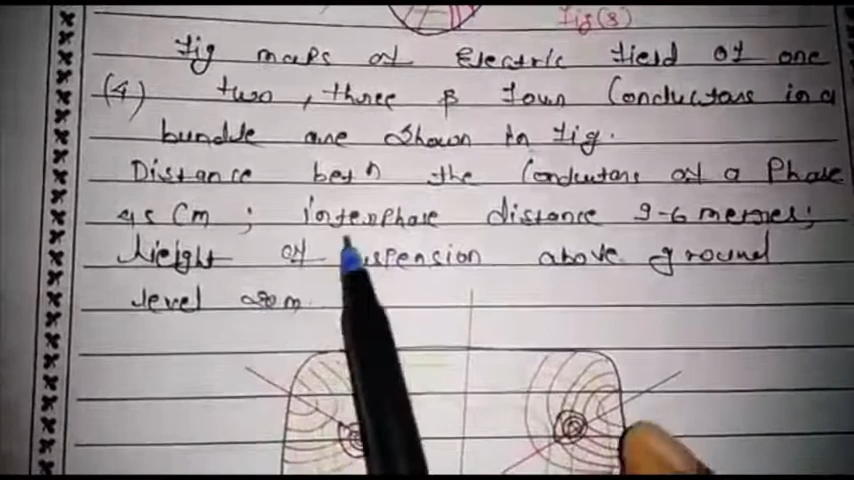 Fig (3)
Fig maps of Electric field of one
(4) two, three & four Conductors in a
bundle are shown in fig.
Distance betn the Conductors of a Phase
45 Cm ; interphase distance 9-6 metres;
height of suspension above ground
level